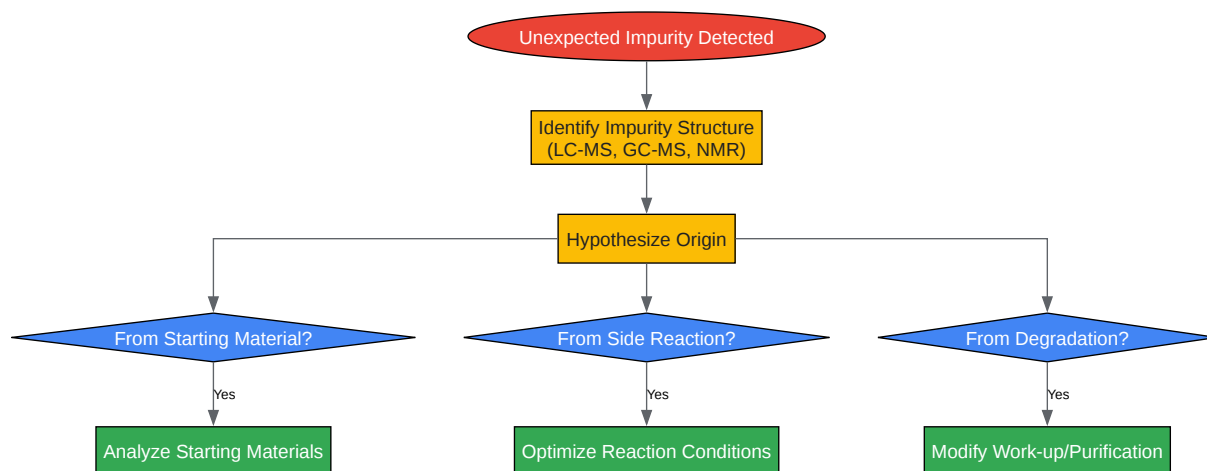 Unexpected Impurity Detected
Identify Impurity Structure
(LC-MS, GC-MS, NMR)
Hypothesize Origin
From Starting Material?
From Side Reaction?
From Degradation?
Yes
Yes
Yes
Analyze Starting Materials
Optimize Reaction Conditions
Modify Work-up/Purification